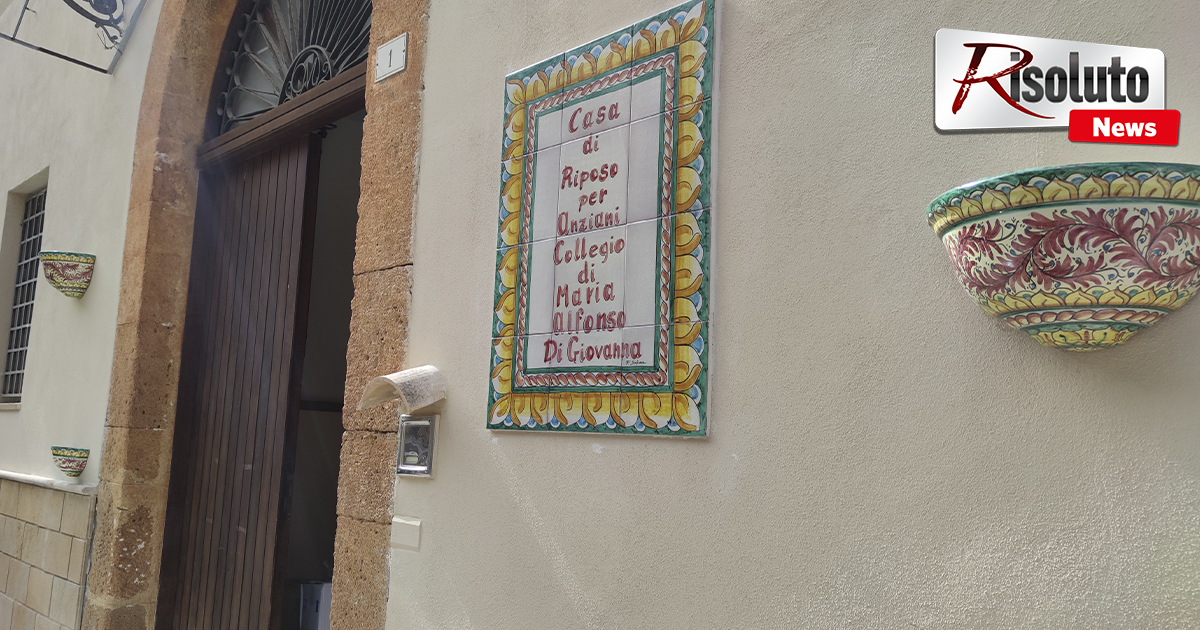 1
Casa
di
Riposo
per
Anziani
Collegio
di
Maria
Alfonso
Di Giovanna
Risoluto
News